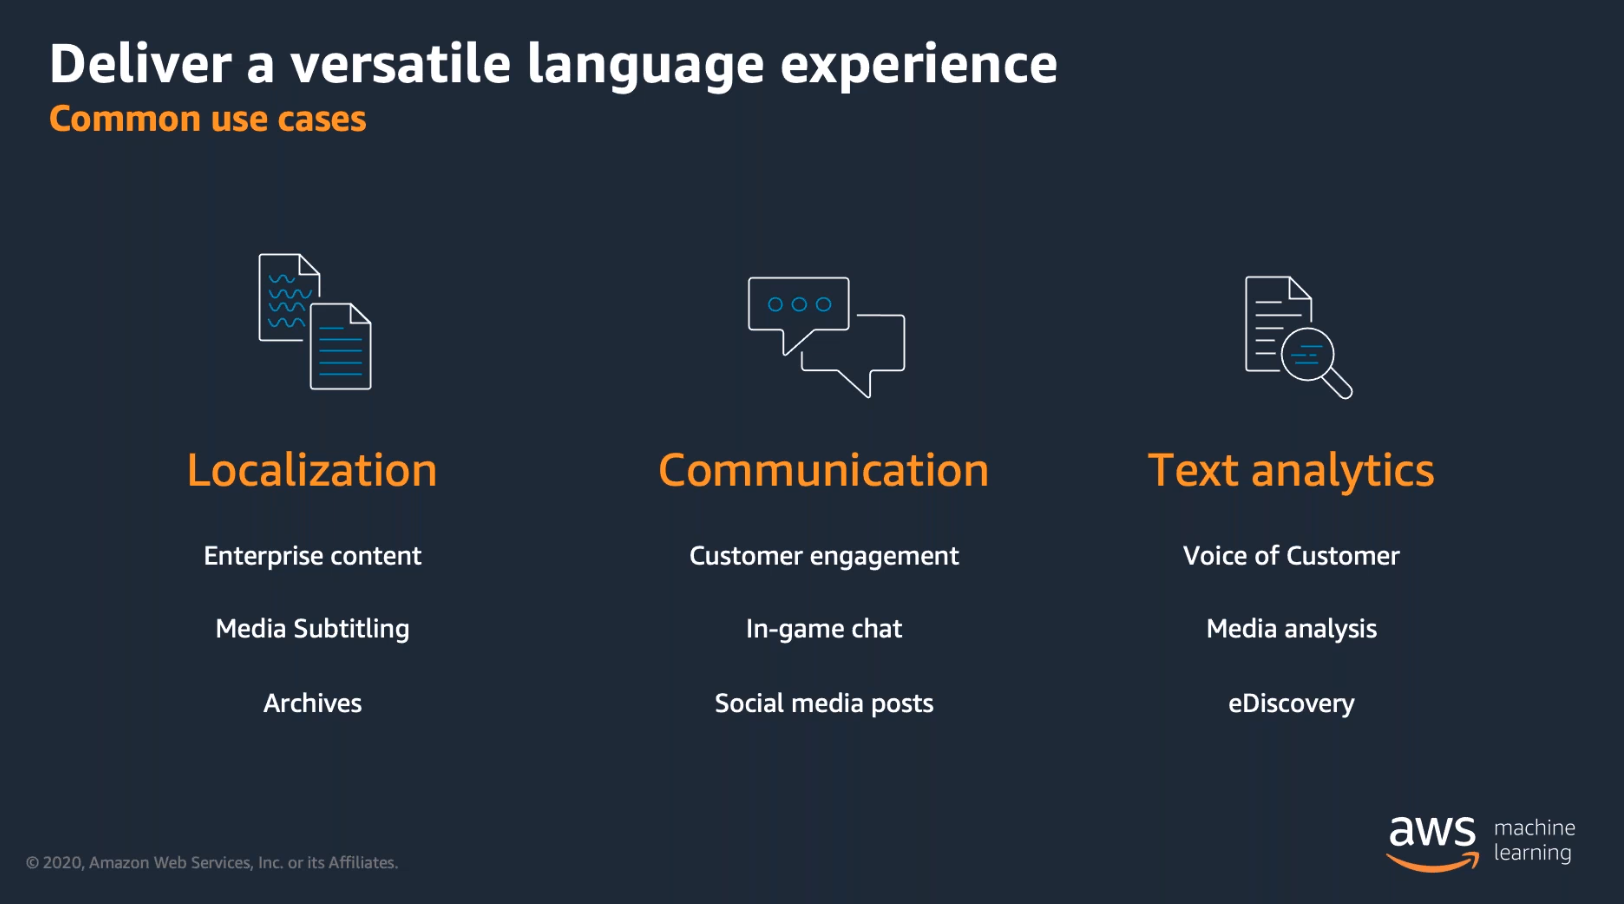 Deliver a versatile language experience
Common use cases
Localization
Enterprise content
Media Subtitling
Archives
Communication
Customer engagement
In-game chat
Social media posts
Text analytics
Voice of Customer
Media analysis
eDiscovery
© 2020, Amazon Web Services, Inc. or its Affiliates.
aws
machine
learning